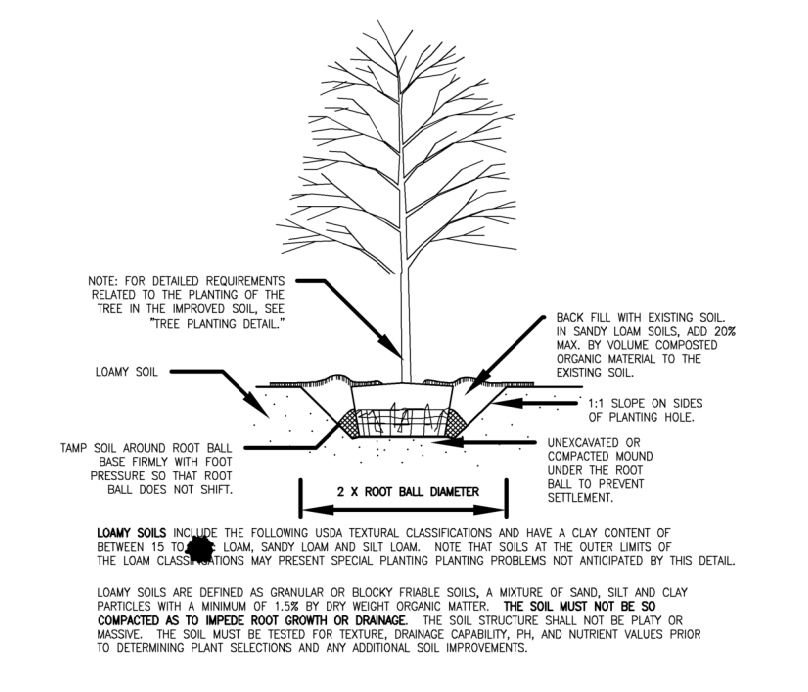 NOTE: FOR DETAILED REQUIREMENTS
RELATED TO THE PLANTING OF THE
TREE IN THE IMPROVED SOIL, SEE
"TREE PLANTING DETAIL."
BACK FILL WITH EXISTING SOIL.
IN SANDY LOAM SOILS, ADD 20%
MAX. BY VOLUME COMPOSTED
ORGANIC MATERIAL TO THE
EXISTING SOIL.
LOAMY SOIL
1:1 SLOPE ON SIDES
OF PLANTING HOLE.
TAMP SOIL AROUND ROOT BALL
BASE FIRMLY WITH FOOT
PRESSURE SO THAT ROOT
BALL DOES NOT SHIFT.
UNEXCAVATED OR
COMPACTED MOUND
UNDER THE ROOT
BALL TO PREVENT
SETTLEMENT.
2 X ROOT BALL DIAMETER
LOAMY SOILS INCLUDE THE FOLLOWING USDA TEXTURAL CLASSIFICATIONS AND HAVE A CLAY CONTENT OF
BETWEEN 15 TO LOAM, SANDY LOAM AND SILT LOAM. NOTE THAT SOILS AT THE OUTER LIMITS OF
THE LOAM MAY PRESENT SPECIAL PLANTING PLANTING PROBLEMS NOT ANTICIPATED BY THIS DETAIL.
LOAMY SOILS ARE DEFINED AS GRANULAR OR BLOCKY FRIABLE SOILS, A MIXTURE OF SAND, SILT AND CLAY
PARTICLES WITH A MINIMUM OF 1.5% BY DRY WEIGHT ORGANIC MATTER. THE SOIL MUST NOT BE SO
COMPACTED AS TO IMPEDE ROOT GROWTH OR DRAINAGE. THE SOIL STRUCTURE SHALL NOT BE PLATY OR
MASSIVE. THE SOIL MUST BE TESTED FOR TEXTURE, DRAINAGE CAPABILITY, PH, AND NUTRIENT VALUES PRIOR
TO DETERMINING PLANT SELECTIONS AND ANY ADDITIONAL SOIL IMPROVEMENTS.